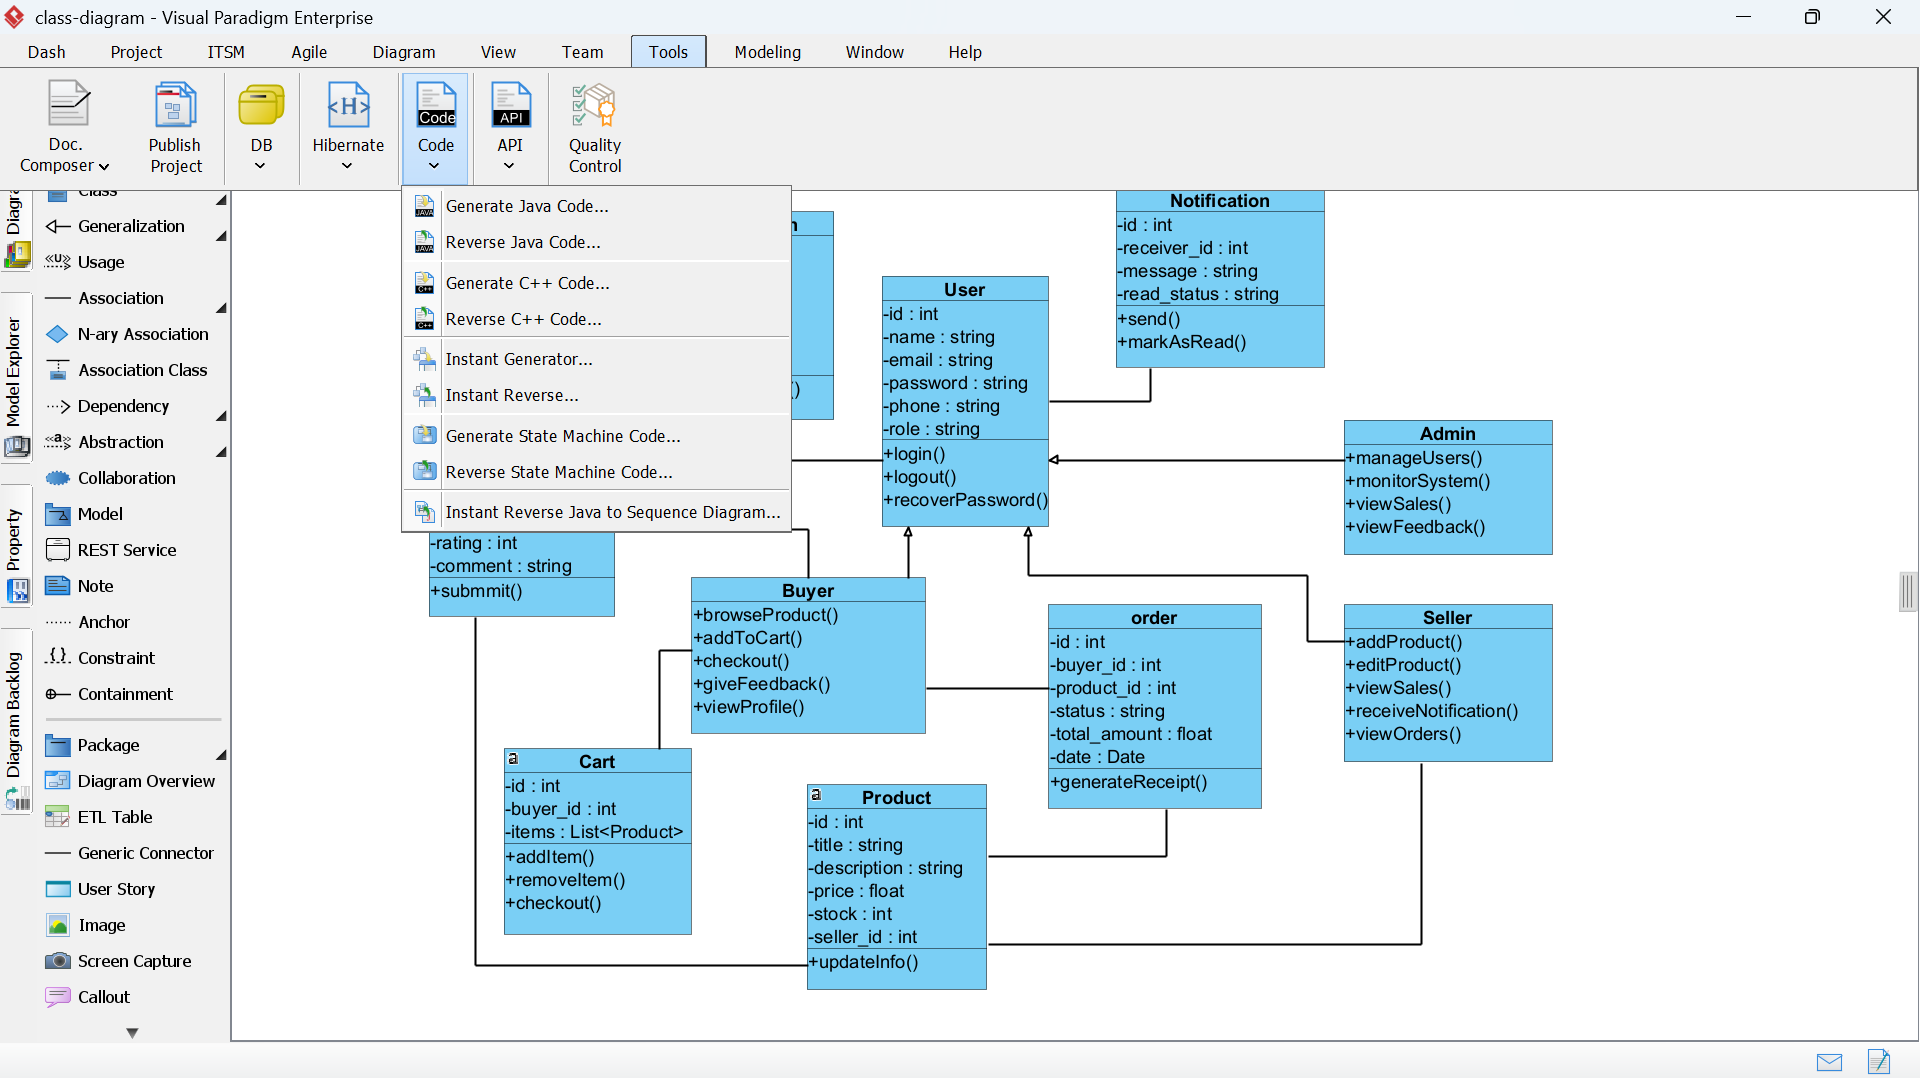 class-diagram - Visual Paradigm Enterprise
Dash Project ITSM Agile Diagram View Team Tools Modeling Window Help
Doc. Composer
Publish Project
DB
Hibernate
Code
Code
API
API
Quality Control
Generate Java Code...
Reverse Java Code...
Generate C++ Code...
Reverse C++ Code...
Instant Generator...
Instant Reverse...
Generate State Machine Code...
Reverse State Machine Code...
Instant Reverse Java to Sequence Diagram...
Model Explorer
Property
Diagram Backlog
Class
Generalization
Usage
Association
N-ary Association
Association Class
Dependency
Abstraction
Collaboration
Model
REST Service
Note
Anchor
Constraint
Containment
Package
Diagram Overview
ETL Table
Generic Connector
User Story
Image
Screen Capture
Callout
Notification
-id : int
-receiver_id : int
-message : string
-read_status : string
+send()
+markAsRead()
User
-id : int
-name : string
-email : string
-password : string
-phone : string
-role : string
+login()
+logout()
+recoverPassword()
Admin
+manageUsers()
+monitorSystem()
+viewSales()
+viewFeedback()
-rating : int
-comment : string
+submmit()
Buyer
+browseProduct()
+addToCart()
+checkout()
+giveFeedback()
+viewProfile()
order
-id : int
-buyer_id : int
-product_id : int
-status : string
-total_amount : float
-date : Date
+generateReceipt()
Seller
+addProduct()
+editProduct()
+viewSales()
+receiveNotification()
+viewOrders()
a Cart
-id : int
-buyer_id : int
-items : List<Product>
+addItem()
+removeItem()
+checkout()
a Product
-id : int
-title : string
-description : string
-price : float
-stock : int
-seller_id : int
+updateInfo()